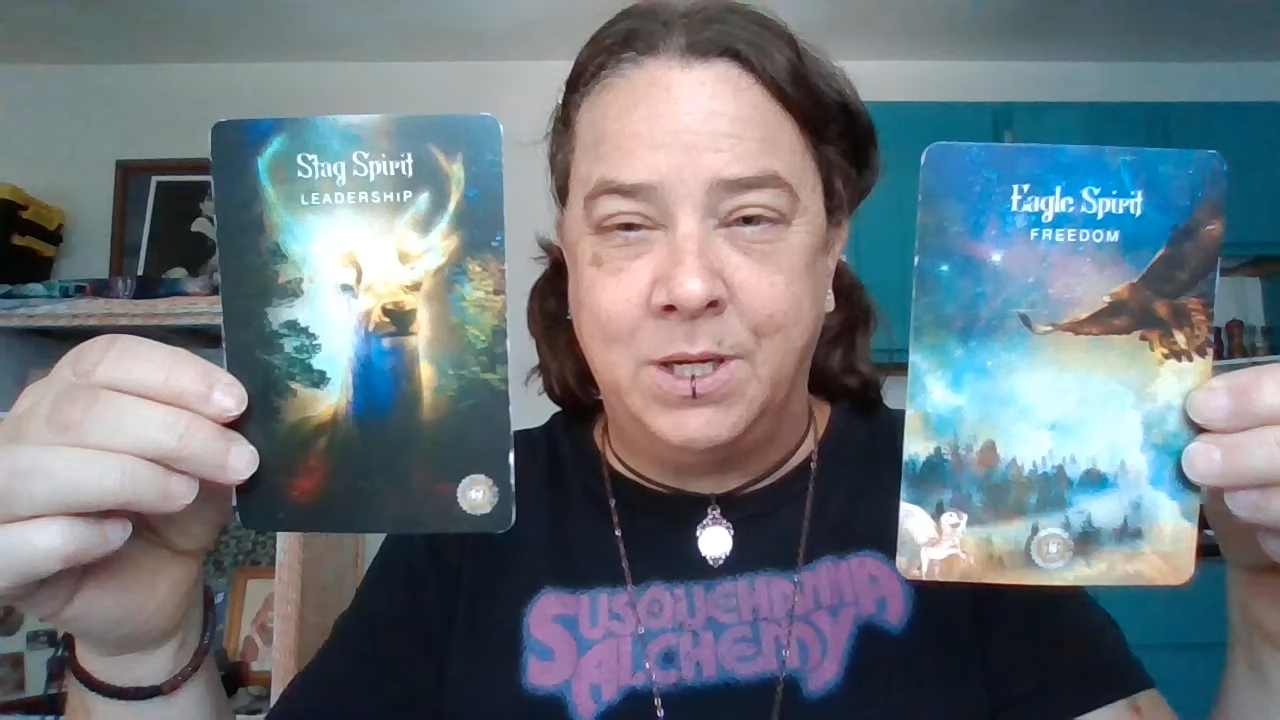 Stag Spirit
LEADERSHIP
Eagle Spirit
FREEDOM
SUSQUEHANNA
ALCHEMY